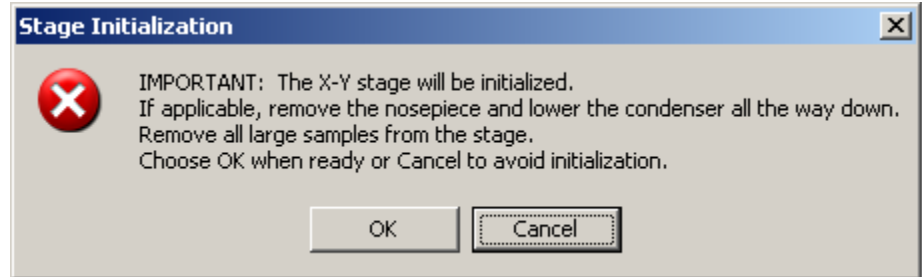 Stage Initialization
IMPORTANT:  The X-Y stage will be initialized.
If applicable, remove the nosepiece and lower the condenser all the way down.
Remove all large samples from the stage.
Choose OK when ready or Cancel to avoid initialization.
OK
Cancel